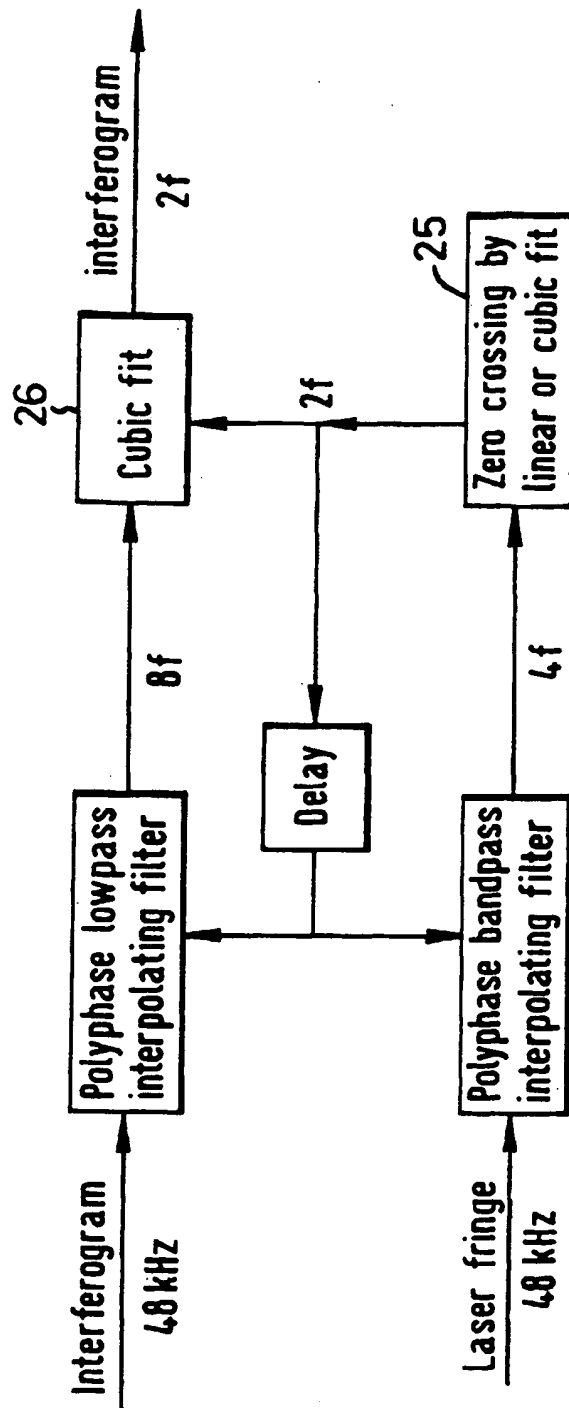 Interferogram
48 kHz
Polyphase lowpass
interpolating filter
8f
26
Cubic fit
interferogram
2f
Delay
2f
Laser fringe
48 kHz
Polyphase bandpass
interpolating filter
4f
25
Zero crossing by
linear or cubic fit